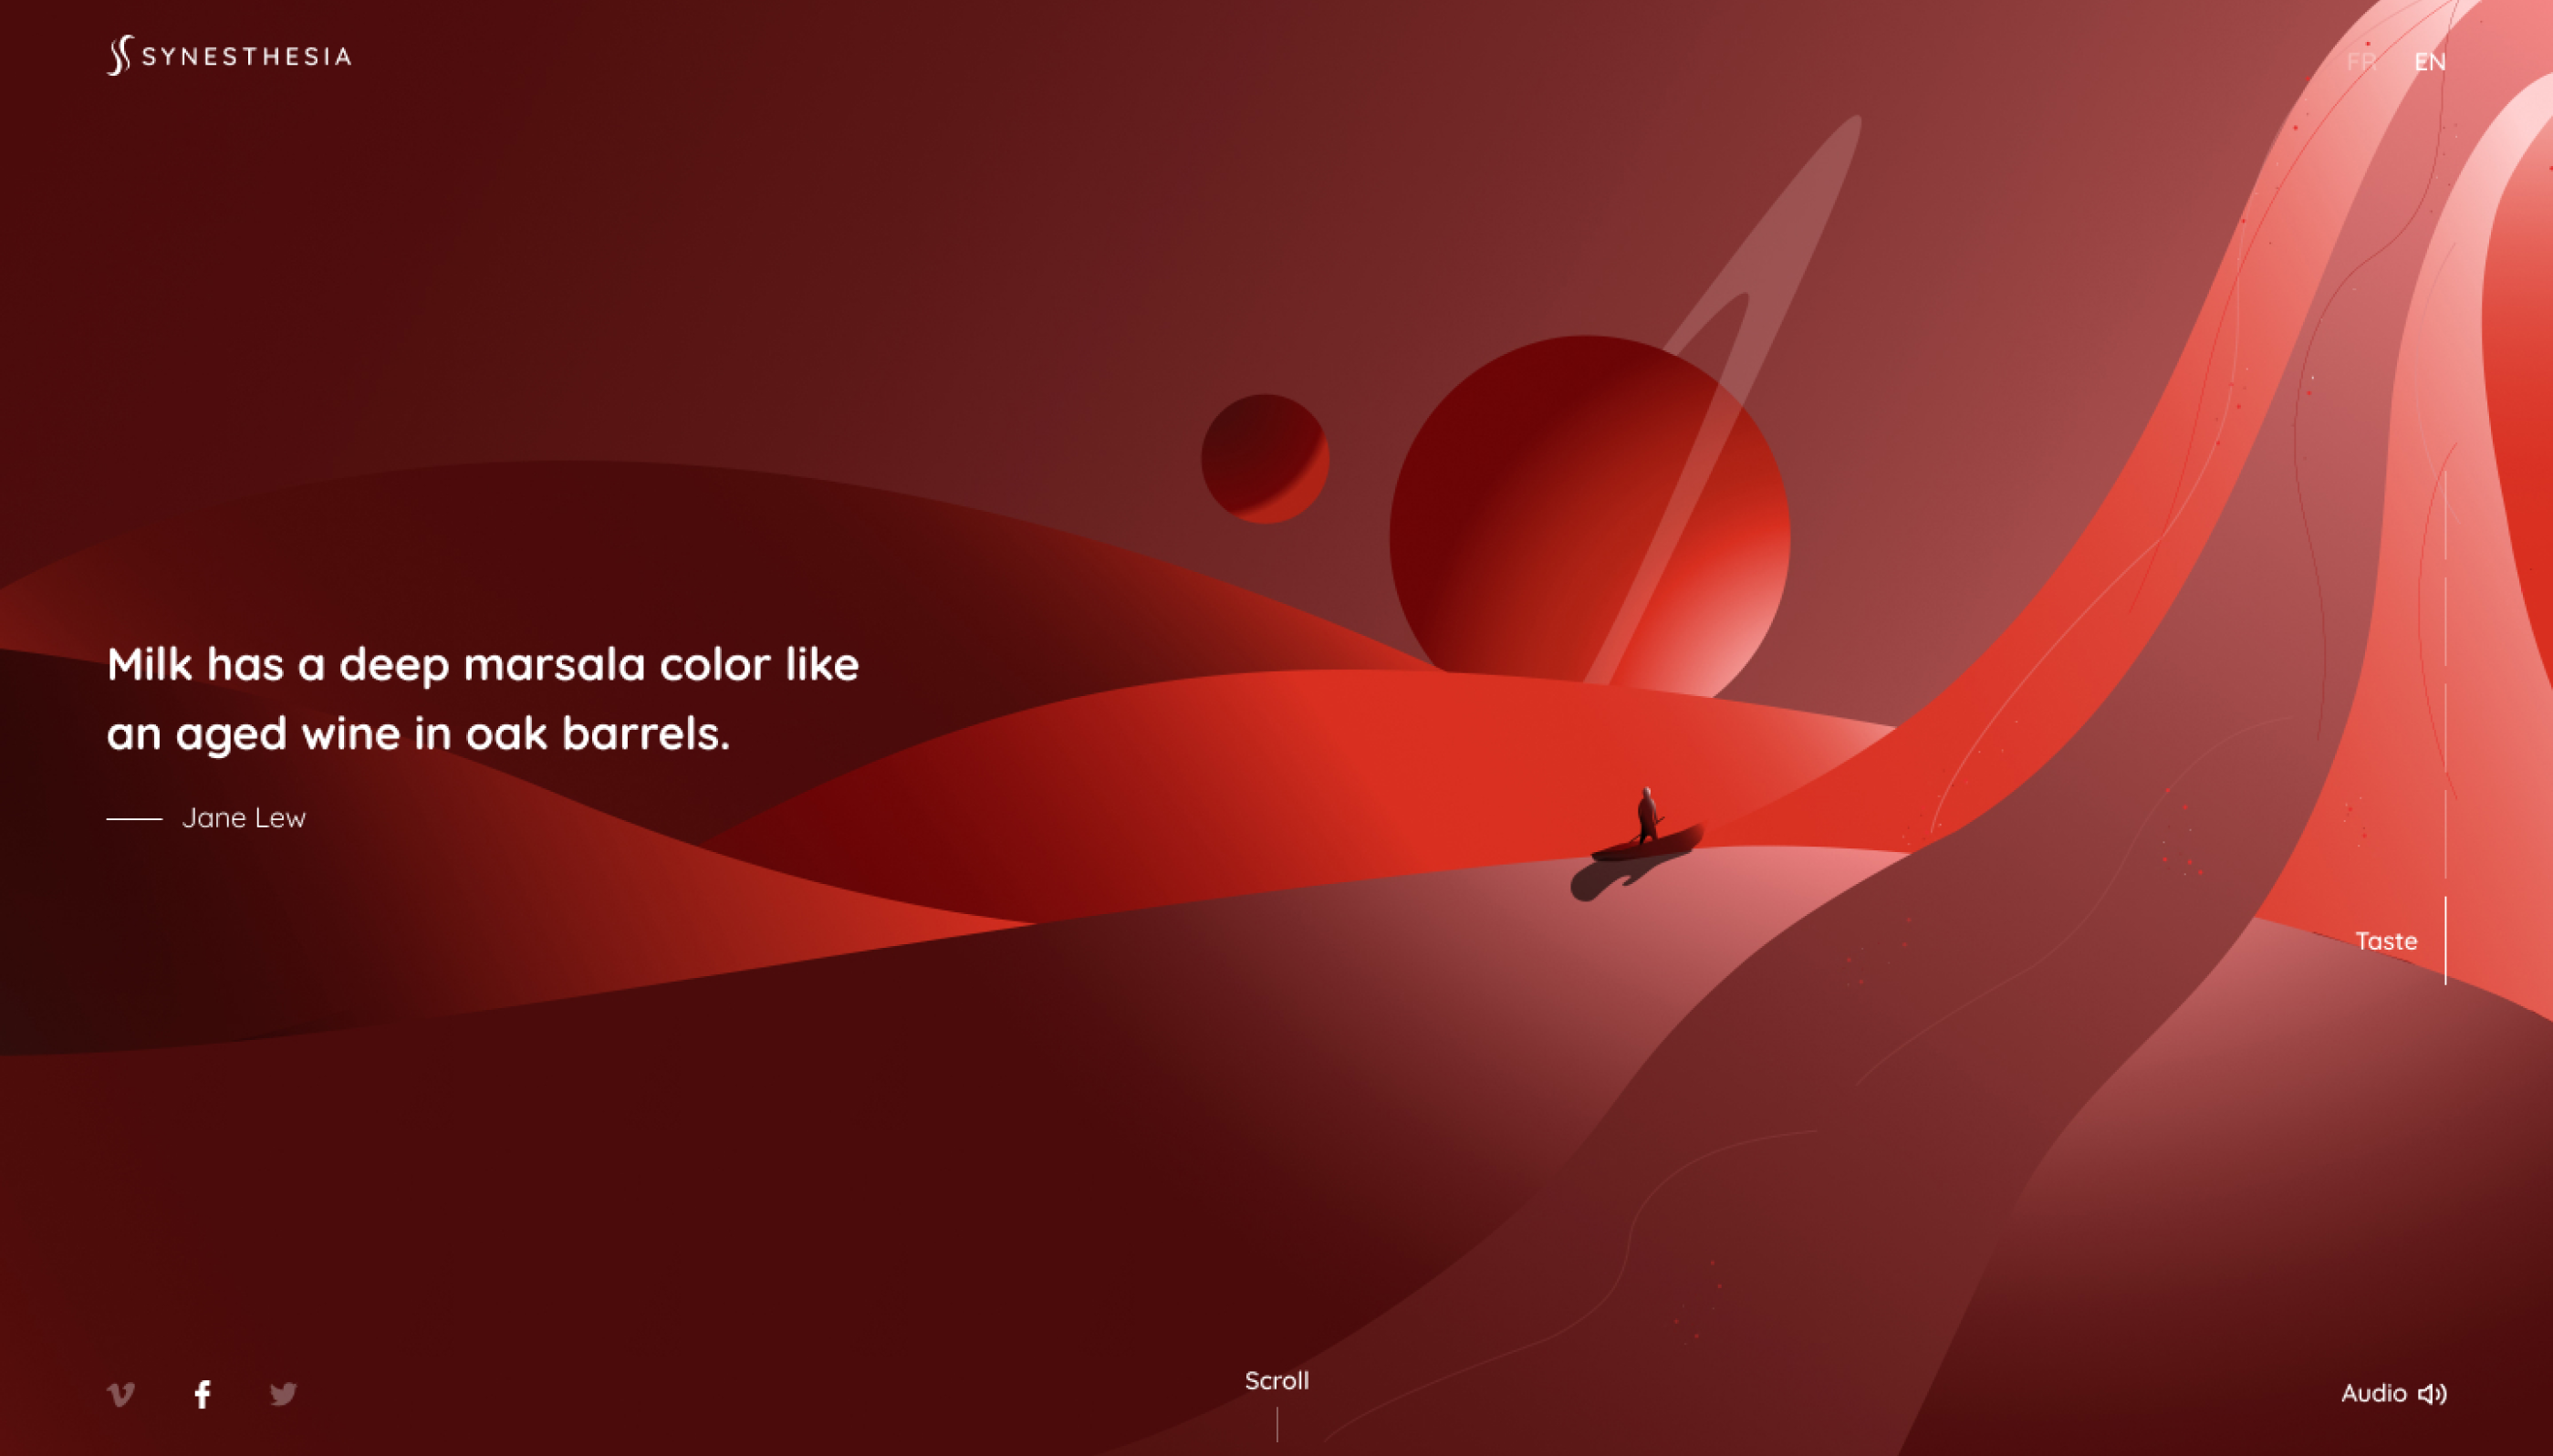 SYNESTHESIA
FR EN
Milk has a deep marsala color like
an aged wine in oak barrels.
Jane Lew
Taste
Scroll
Audio